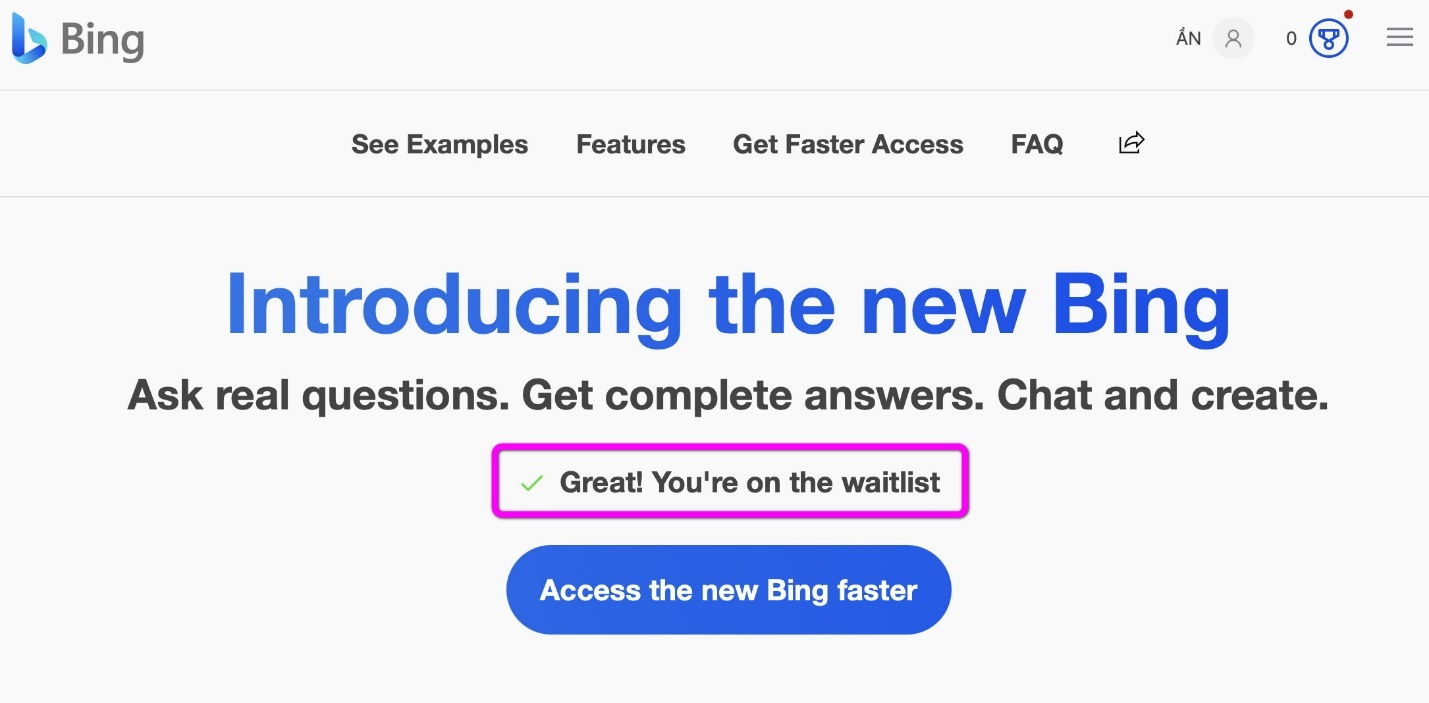 Bing
ẨN 0
See Examples Features Get Faster Access FAQ
Introducing the new Bing
Ask real questions. Get complete answers. Chat and create.
Great! You're on the waitlist
Access the new Bing faster